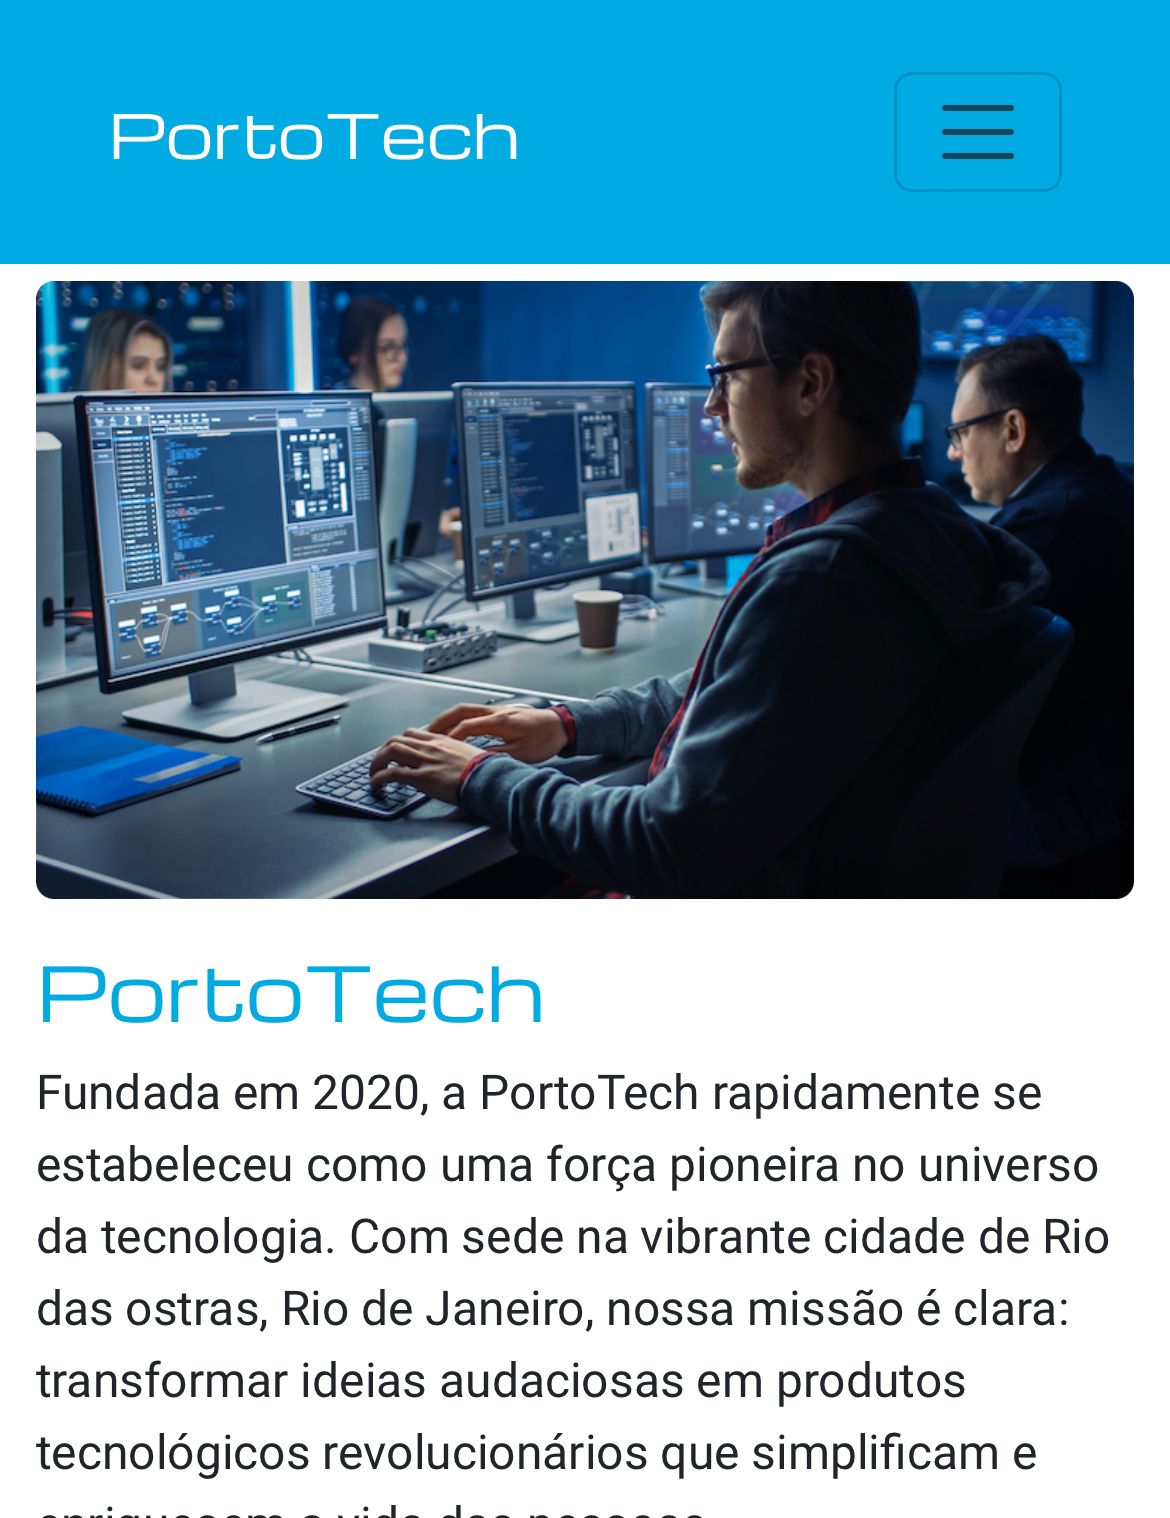 PortoTech
PortoTech
Fundada em 2020, a PortoTech rapidamente se
estabeleceu como uma força pioneira no universo
da tecnologia. Com sede na vibrante cidade de Rio
das ostras, Rio de Janeiro, nossa missão é clara:
transformar ideias audaciosas em produtos
tecnológicos revolucionários que simplificam e